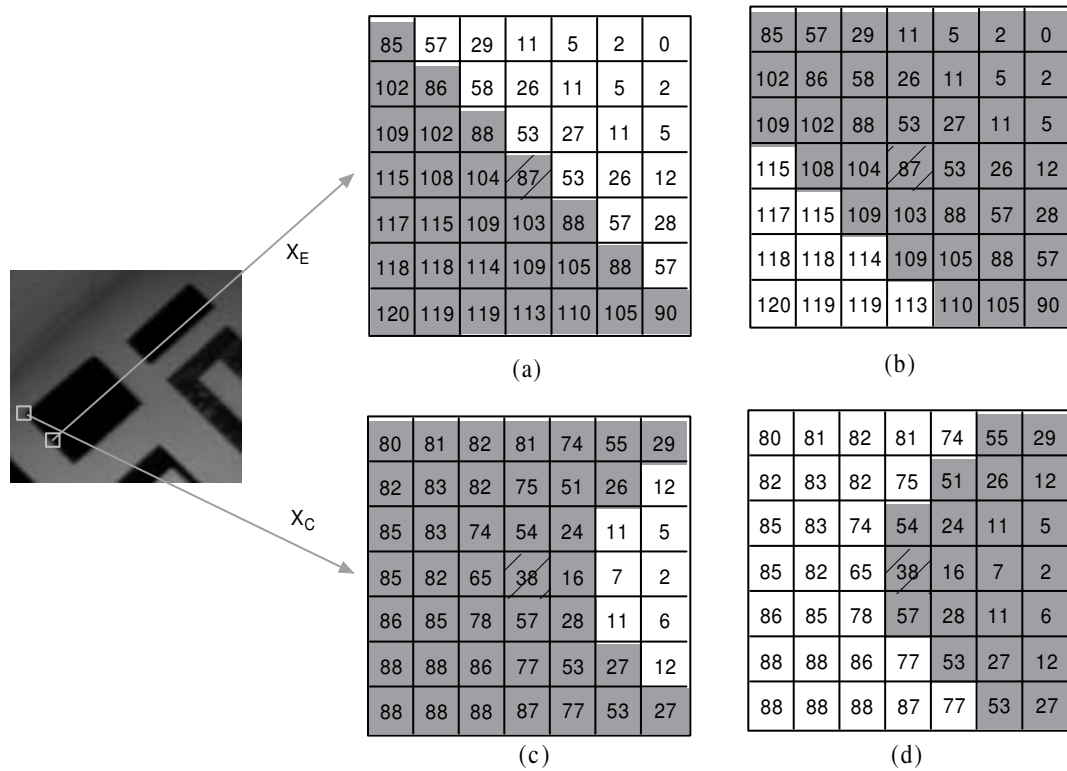 85 57 29 11 5 2 0
102 86 58 26 11 5 2
109 102 88 53 27 11 5
115 108 104 87 53 26 12
117 115 109 103 88 57 28
118 118 114 109 105 88 57
120 119 119 113 110 105 90
(a)
85 57 29 11 5 2 0
102 86 58 26 11 5 2
109 102 88 53 27 11 5
115 108 104 87 53 26 12
117 115 109 103 88 57 28
118 118 114 109 105 88 57
120 119 119 113 110 105 90
(b)
XE
XC
80 81 82 81 74 55 29
82 83 82 75 51 26 12
85 83 74 54 24 11 5
85 82 65 38 16 7 2
86 85 78 57 28 11 6
88 88 86 77 53 27 12
88 88 88 87 77 53 27
(c)
80 81 82 81 74 55 29
82 83 82 75 51 26 12
85 83 74 54 24 11 5
85 82 65 38 16 7 2
86 85 78 57 28 11 6
88 88 86 77 53 27 12
88 88 88 87 77 53 27
(d)